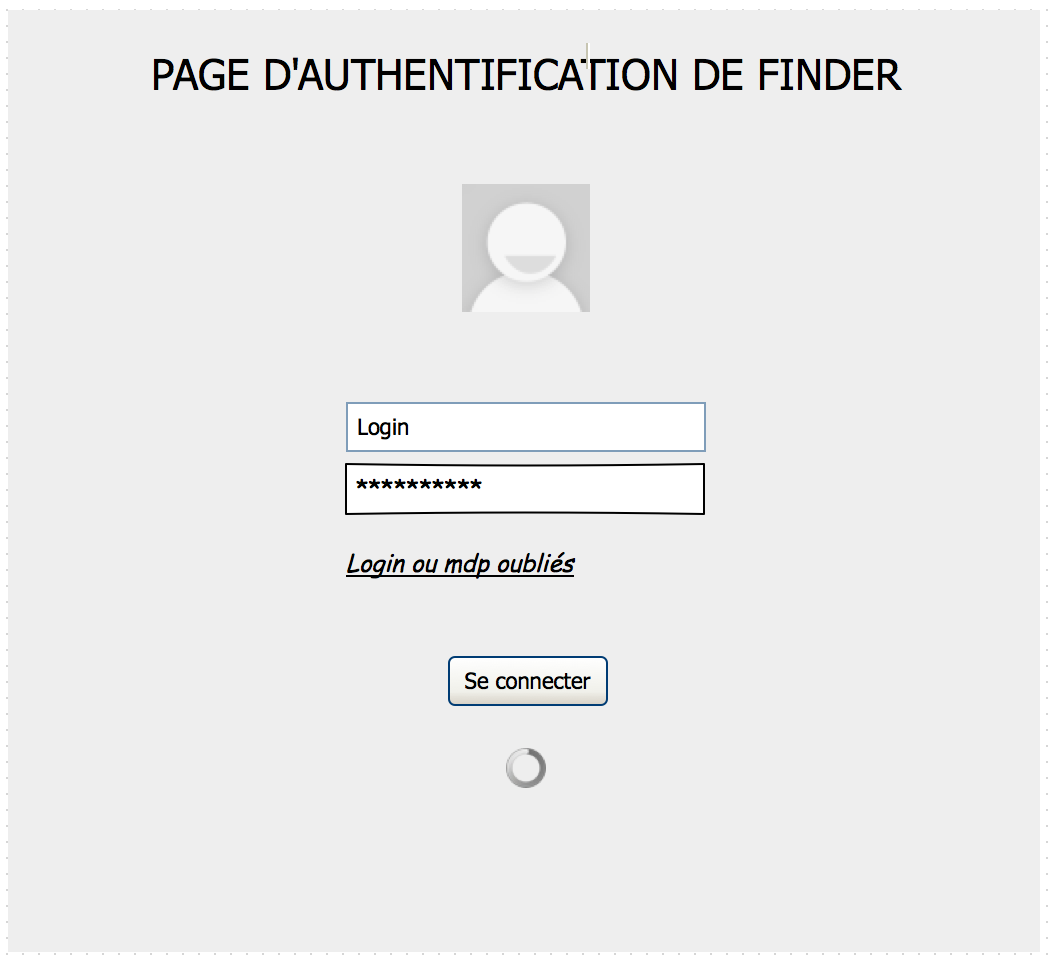 PAGE D'AUTHENTIFICATION DE FINDER
Login
**********
Login ou mdp oubliés
Se connecter